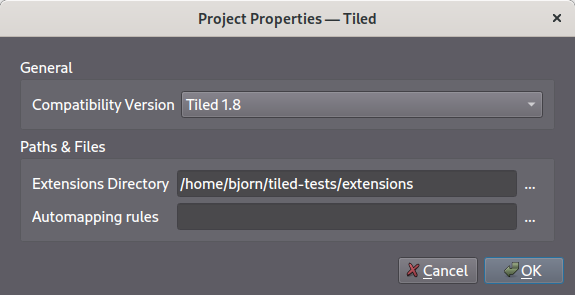 Project Properties — Tiled
General
Compatibility Version Tiled 1.8
Paths & Files
Extensions Directory /home/bjorn/tiled-tests/extensions ...
Automapping rules ...
Cancel OK